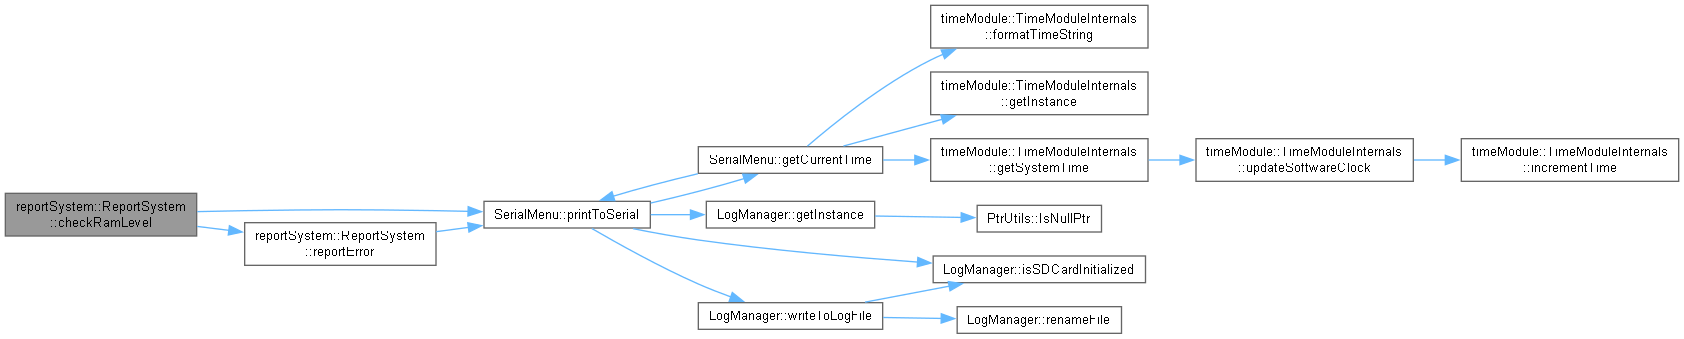 reportSystem::ReportSystem
::checkRamLevel
reportSystem::ReportSystem
::reportError
SerialMenu::printToSerial
SerialMenu::getCurrentTime
LogManager::getInstance
LogManager::writeToLogFile
timeModule::TimeModuleInternals
::formatTimeString
timeModule::TimeModuleInternals
::getInstance
timeModule::TimeModuleInternals
::getSystemTime
PtrUtils::IsNullPtr
LogManager::isSDCardInitialized
LogManager::renameFile
timeModule::TimeModuleInternals
::updateSoftwareClock
timeModule::TimeModuleInternals
::incrementTime